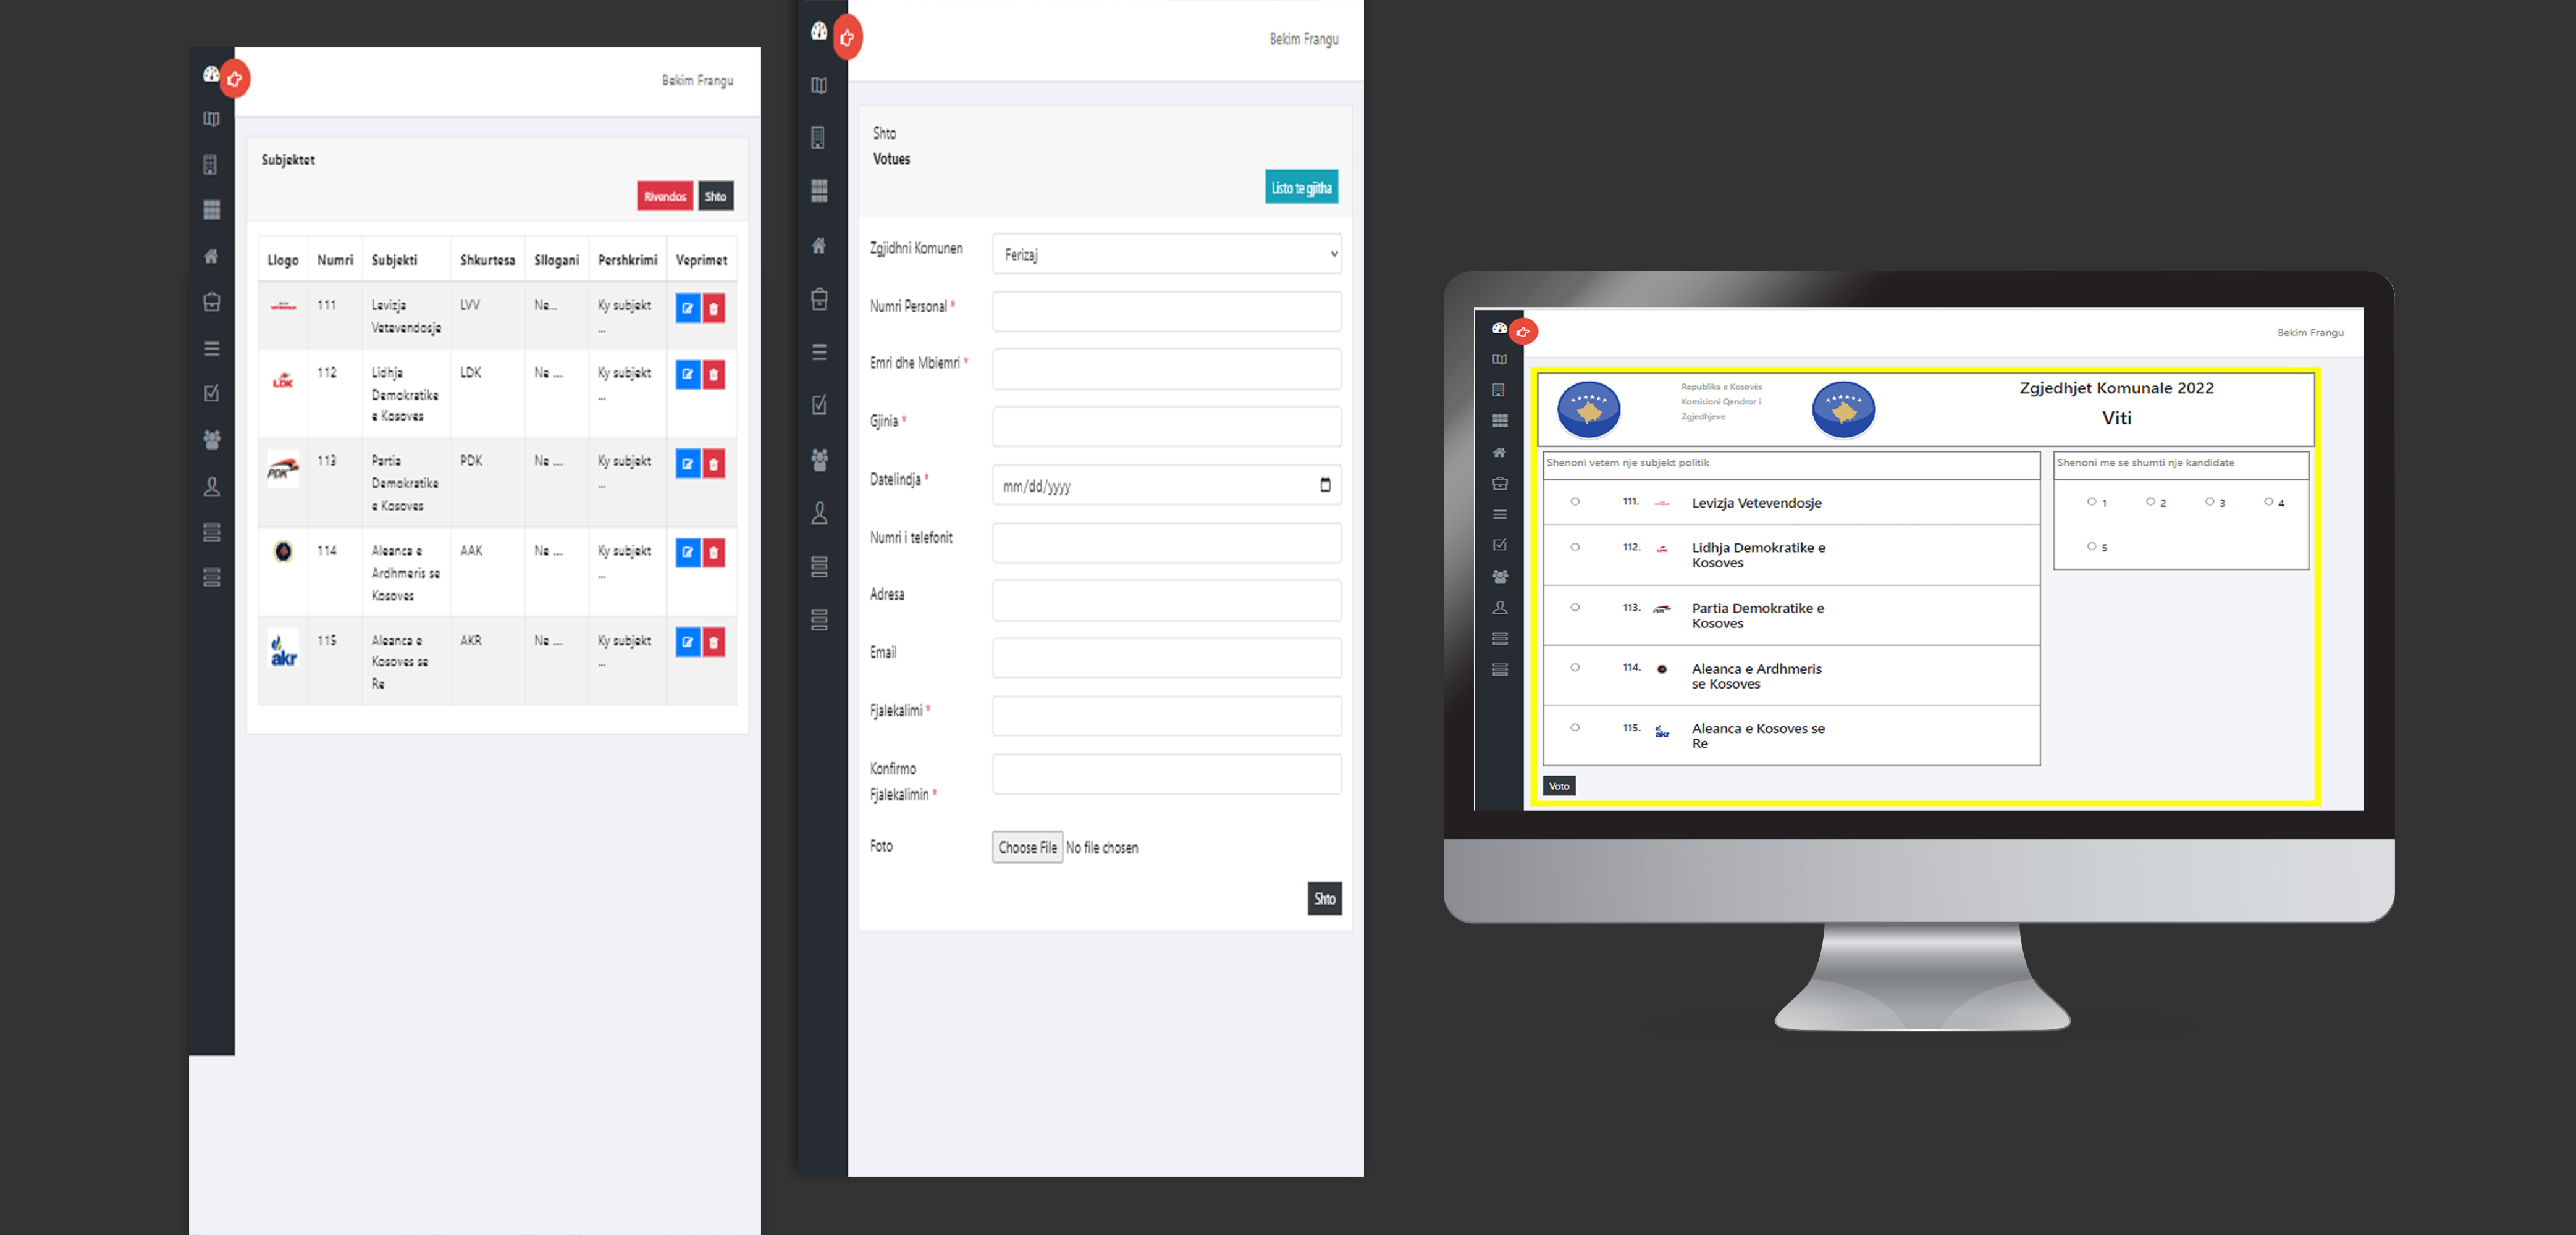 Bekim Frangu
Subjektet
Rivendos Shto
Llogo Numri Subjekti Shkurtesa Sllogani Pershkrimi Veprimet
111 Levizja LVV Ne... Ky subjekt
Vetevendosje ...
LDK 112 Lidhja LDK Ne .... Ky subjekt
Demokratike ...
e Kosoves
PDK 113 Partia PDK Ne .... Ky subjekt
Demokratike ...
e Kosoves
114 Aleanca e AAK Ne .... Ky subjekt
Ardhmeris se ...
Kosoves
akr 115 Aleanca e AKR Ne .... Ky subjekt
Kosoves se ...
Re
Bekim Frangu
Shto
Votues
Listo te gjitha
Zgjidhni Komunen Ferizaj
Numri Personal *
Emri dhe Mbiemri *
Gjinia *
Datelindja * mm/dd/yyyy
Numri i telefonit
Adresa
Email
Fjalekalimi *
Konfirmo
Fjalekalimin *
Foto Choose File No file chosen
Shto
Bekim Frangu
Republika e Kosovës
Komisioni Qendror i
Zgjedhjeve
Zgjedhjet Komunale 2022
Viti
Shenoni vetem nje subjekt politik
111. Levizja Vetevendosje
112. Lidhja Demokratike e
Kosoves
113. Partia Demokratike e
Kosoves
114. Aleanca e Ardhmeris
se Kosoves
115. akr Aleanca e Kosoves se
Re
Voto
Shenoni me se shumti nje kandidate
1 2 3 4
5